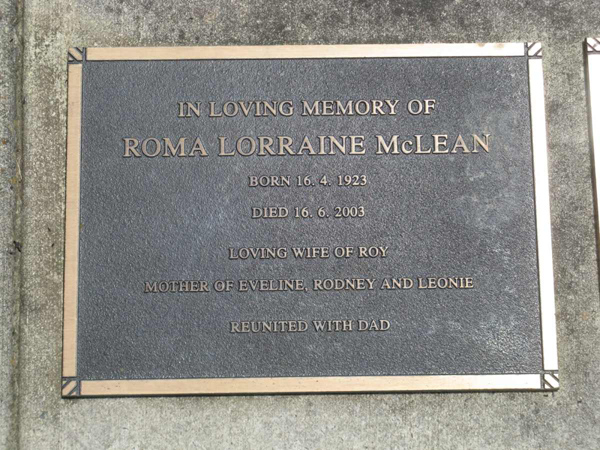 IN LOVING MEMORY OF
ROMA LORRAINE McLEAN
BORN 16. 4. 1923
DIED 16. 6. 2003
LOVING WIFE OF ROY
MOTHER OF EVELINE, RODNEY AND LEONIE
REUNITED WITH DAD